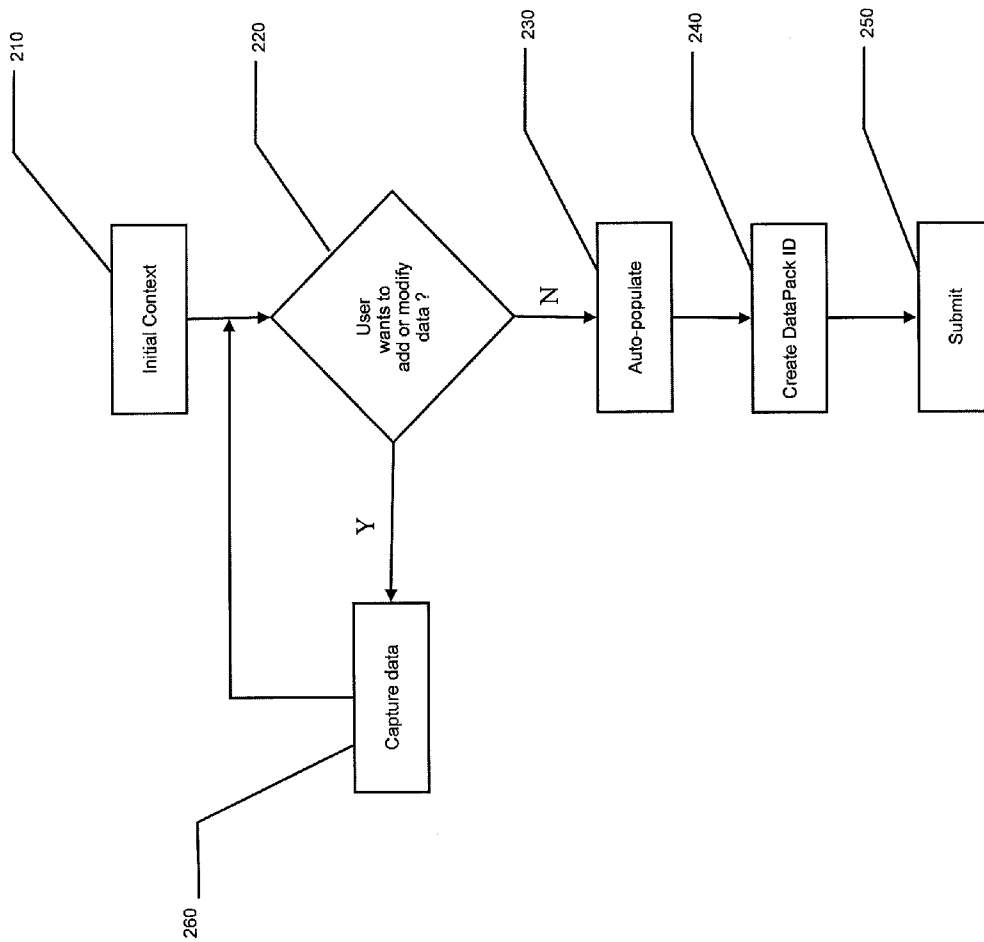 210
Initial Context
220
User
wants to
add or modify
data ?
Y
N
Capture data
260
230
Auto-populate
240
Create DataPack ID
250
Submit